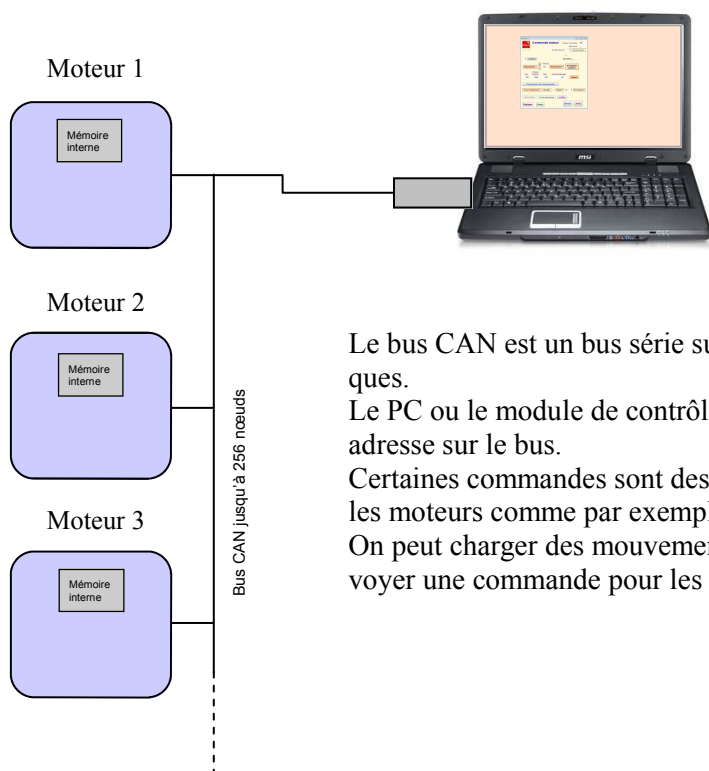 Moteur 1
Mémoire
interne
Moteur 2
Mémoire
interne
Moteur 3
Mémoire
interne
Bus CAN jusqu'à 256 nœuds
msi
Le bus CAN est un bus série su
ques.
Le PC ou le module de contrôl
adresse sur le bus.
Certaines commandes sont des
les moteurs comme par exempl
On peut charger des mouvemen
voyer une commande pour les